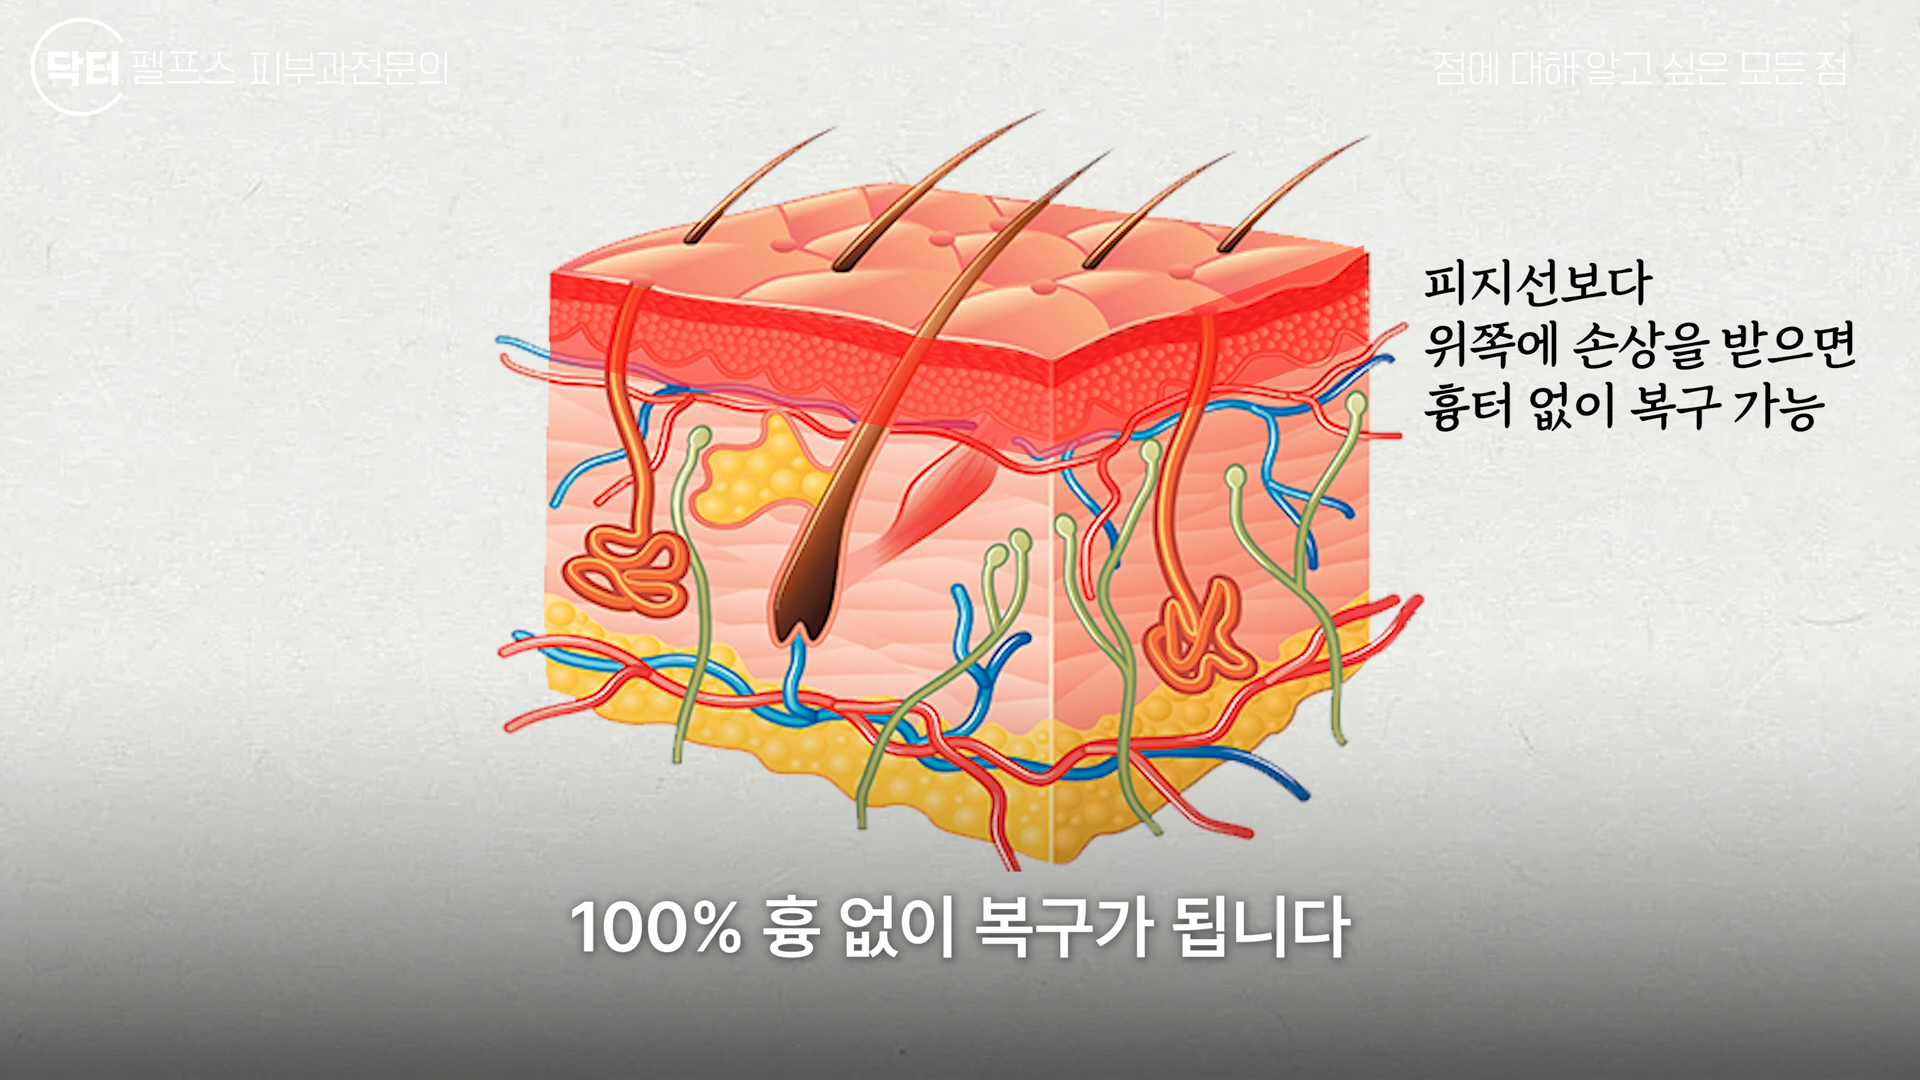 닥터 펠프스 피부과전문의
점에 대해 알고 싶은 모든 점
피지선보다
위쪽에 손상을 받으면
흉터 없이 복구 가능
100% 흉 없이 복구가 됩니다